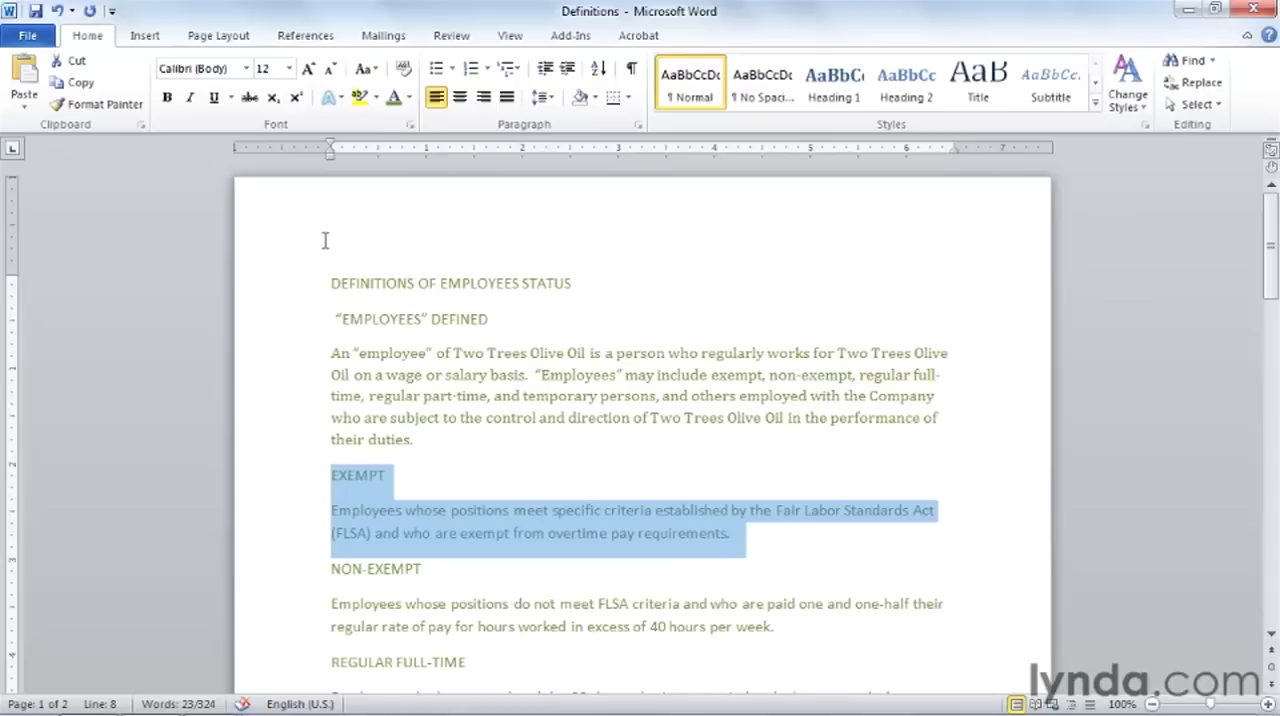 Definitions - Microsoft Word
File Home Insert Page Layout References Mailings Review View Add-Ins Acrobat
Paste
Cut
Copy
Format Painter
Clipboard
Calibri (Body) 12
Font
Paragraph
AaBbCcDc AaBbCcDc AaBbC AaBbCc AaB AaBbCc.
¶ Normal ¶ No Spaci... Heading 1 Heading 2 Title Subtitle
Change Styles
Styles
Find
Replace
Select
Editing
1 2 3 4 5 6 7
DEFINITIONS OF EMPLOYEES STATUS
“EMPLOYEES” DEFINED
An “employee” of Two Trees Olive Oil is a person who regularly works for Two Trees Olive
Oil on a wage or salary basis. “Employees” may include exempt, non-exempt, regular full-
time, regular part-time, and temporary persons, and others employed with the Company
who are subject to the control and direction of Two Trees Olive Oil in the performance of
their duties.
EXEMPT
Employees whose positions meet specific criteria established by the Fair Labor Standards Act
(FLSA) and who are exempt from overtime pay requirements.
NON-EXEMPT
Employees whose positions do not meet FLSA criteria and who are paid one and one-half their
regular rate of pay for hours worked in excess of 40 hours per week.
REGULAR FULL-TIME
lynda.com
Page: 1 of 2 Line: 8 Words: 23/324 English (U.S.) 100%